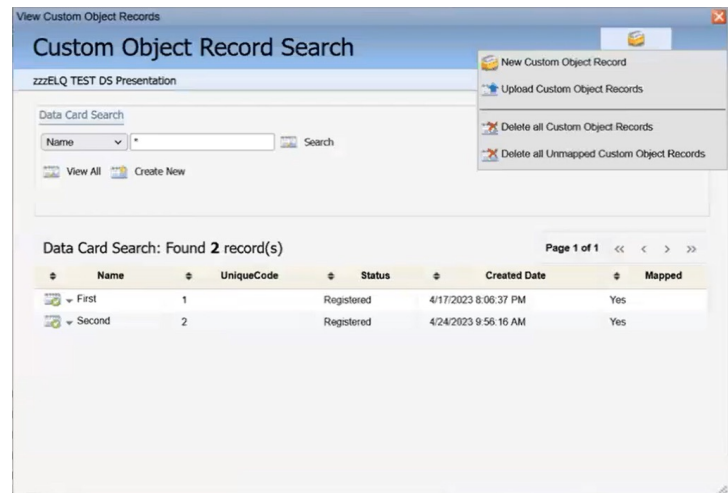 View Custom Object Records
Custom Object Record Search
zzzELQ TEST DS Presentation
New Custom Object Record
Upload Custom Object Records
Delete all Custom Object Records
Delete all Unmapped Custom Object Records
Data Card Search
Name * Search
View All Create New
Data Card Search: Found 2 record(s) Page 1 of 1 << < > >>
Name UniqueCode Status Created Date Mapped
First 1 Registered 4/17/2023 8:06:37 PM Yes
Second 2 Registered 4/24/2023 9:56:16 AM Yes